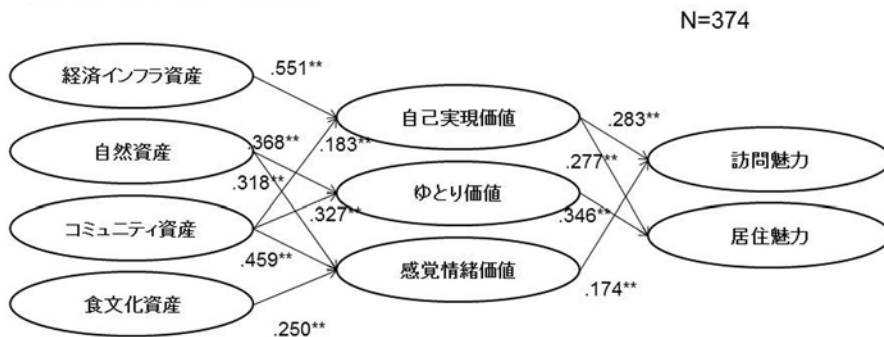 N=374
経済インフラ資産
.551**
自然資産
.368**
.318**
コミュニティ資産
.459**
食文化資産
.250**
自己実現価値
.183**
ゆとり価値
.327**
感覚情緒価値
.283**
.277**
.346**
.174**
訪問魅力
居住魅力